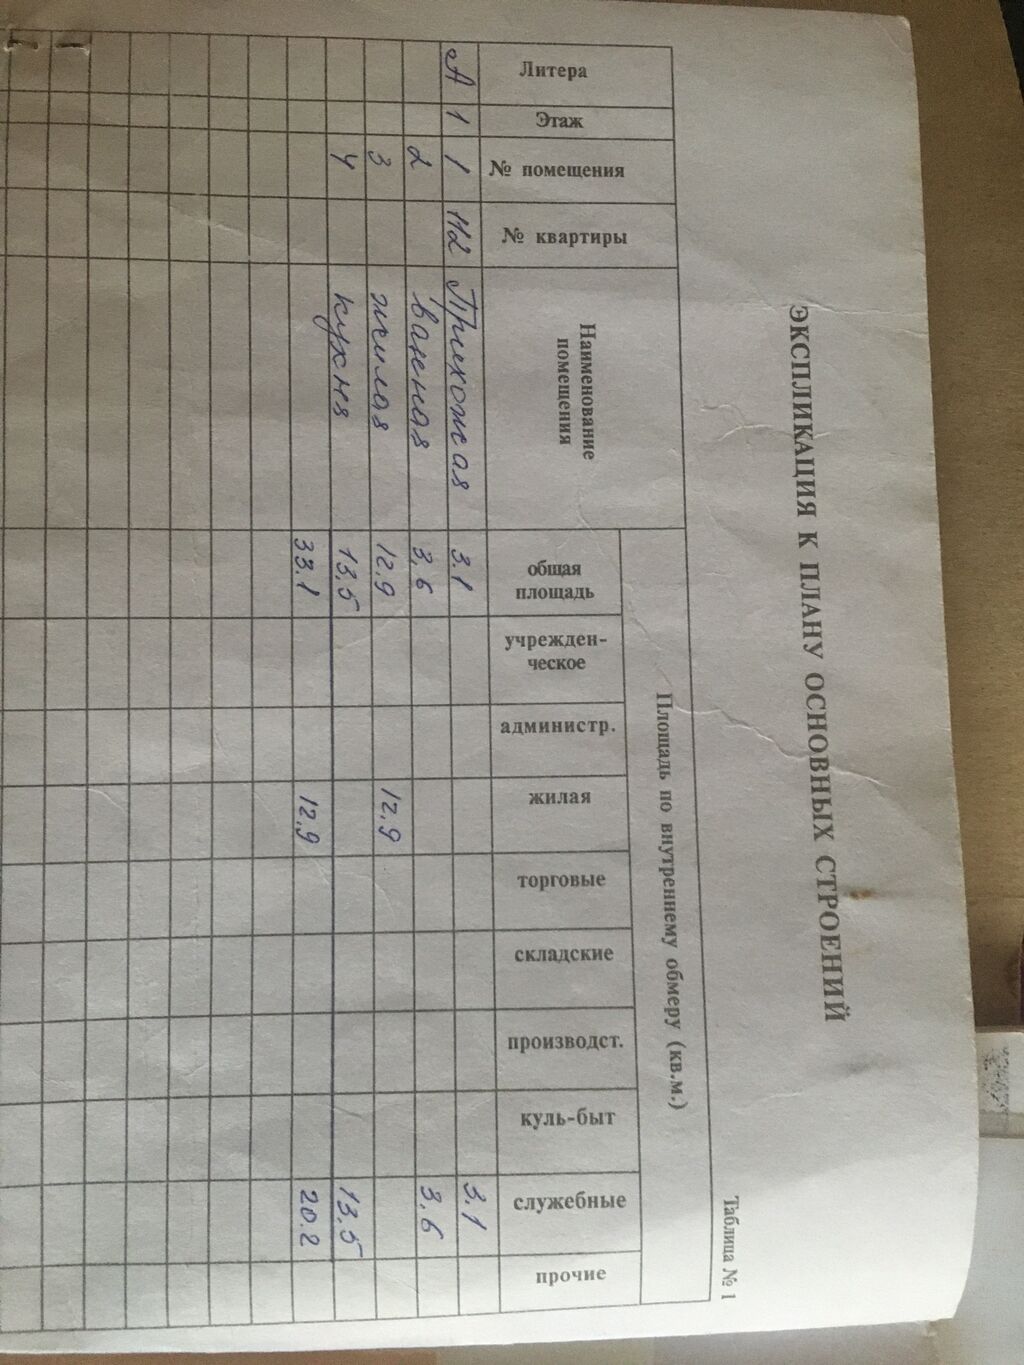 ЭКСПЛИКАЦИЯ К ПЛАНУ ОСНОВНЫХ СТРОЕНИЙ
Таблица № 1
Литера
Этаж
№ помещения
№ квартиры
Наименование
помещения
Площадь по внутреннему обмеру (кв.м.)
общая
площадь
учрежден-
ческое
администр.
жилая
торговые
складские
производст.
куль-быт
служебные
прочие
А 1 1 112 Прихожая 3.1 3.1
2 ванная 3,6 3,6
3 жилая 12.9 12.9
4 кухня 13,5 13,5
33.1 12.9 20.2